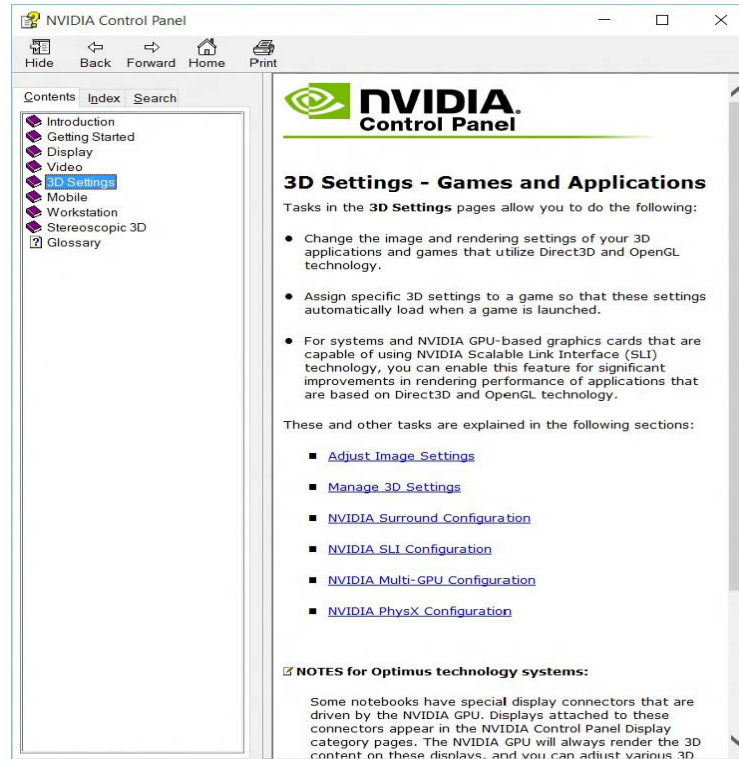 NVIDIA Control Panel
Hide Back Forward Home Print
Contents Index Search
Introduction
Getting Started
Display
Video
3D Settings
Mobile
Workstation
Stereoscopic 3D
Glossary
NVIDIA.
Control Panel
3D Settings - Games and Applications
Tasks in the 3D Settings pages allow you to do the following:
● Change the image and rendering settings of your 3D
applications and games that utilize Direct3D and OpenGL
technology.
● Assign specific 3D settings to a game so that these settings
automatically load when a game is launched.
● For systems and NVIDIA GPU-based graphics cards that are
capable of using NVIDIA Scalable Link Interface (SLI)
technology, you can enable this feature for significant
improvements in rendering performance of applications that
are based on Direct3D and OpenGL technology.
These and other tasks are explained in the following sections:
■ Adjust Image Settings
■ Manage 3D Settings
■ NVIDIA Surround Configuration
■ NVIDIA SLI Configuration
■ NVIDIA Multi-GPU Configuration
■ NVIDIA PhysX Configuration
NOTES for Optimus technology systems:
Some notebooks have special display connectors that are
driven by the NVIDIA GPU. Displays attached to these
connectors appear in the NVIDIA Control Panel Display
category pages. The NVIDIA GPU will always render the 3D
content on these displays, and you can adjust various 3D